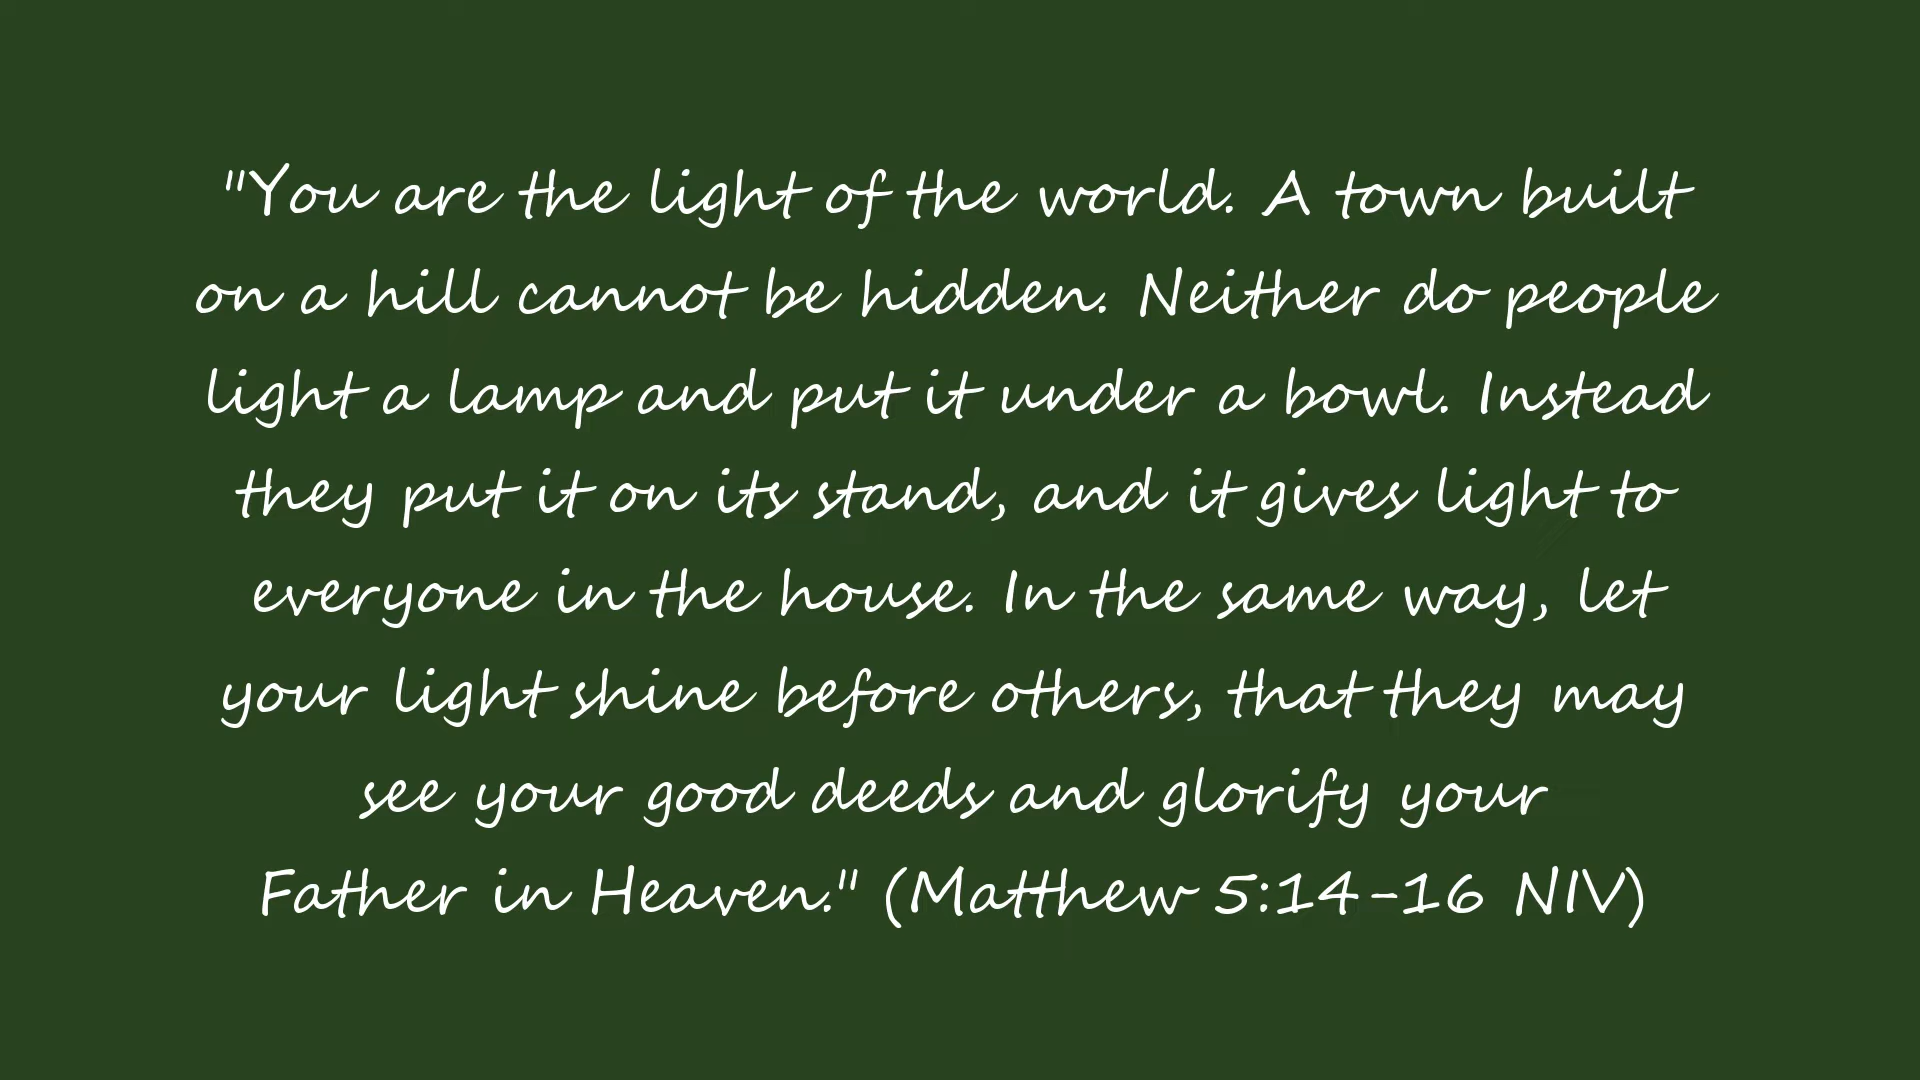 "You are the light of the world. A town built
on a hill cannot be hidden. Neither do people
light a lamp and put it under a bowl. Instead
they put it on its stand, and it gives light to
everyone in the house. In the same way, let
your light shine before others, that they may
see your good deeds and glorify your
Father in Heaven." (Matthew 5:14-16 NIV)